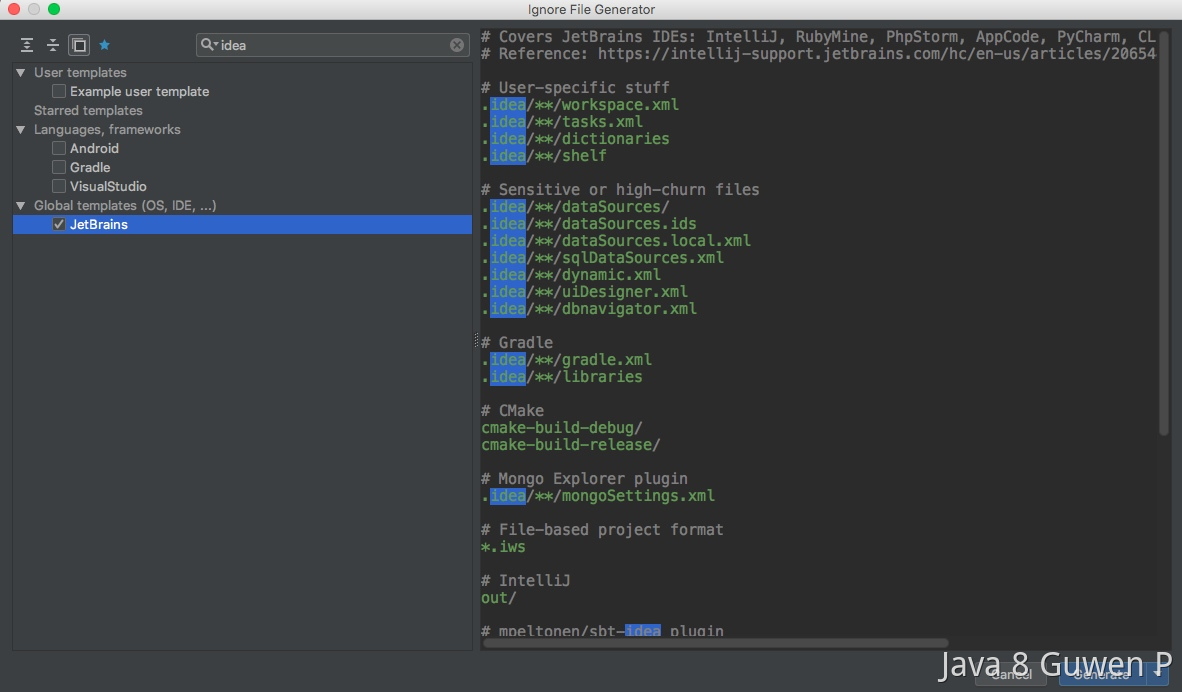 Ignore File Generator
idea
User templates
Example user template
Starred templates
Languages, frameworks
Android
Gradle
VisualStudio
Global templates (OS, IDE, ...)
JetBrains
# Covers JetBrains IDEs: IntelliJ, RubyMine, PhpStorm, AppCode, PyCharm, CL
# Reference: https://intellij-support.jetbrains.com/hc/en-us/articles/20654
# User-specific stuff
.idea/**/workspace.xml
.idea/**/tasks.xml
.idea/**/dictionaries
.idea/**/shelf
# Sensitive or high-churn files
.idea/**/dataSources/
.idea/**/dataSources.ids
.idea/**/dataSources.local.xml
.idea/**/sqlDataSources.xml
.idea/**/dynamic.xml
.idea/**/uiDesigner.xml
.idea/**/dbnavigator.xml
# Gradle
.idea/**/gradle.xml
.idea/**/libraries
# CMake
cmake-build-debug/
cmake-build-release/
# Mongo Explorer plugin
.idea/**/mongoSettings.xml
# File-based project format
*.iws
# IntelliJ
out/
# mpeltonen/sbt-idea plugin
Cancel
Generate
Java 8 Guwen P